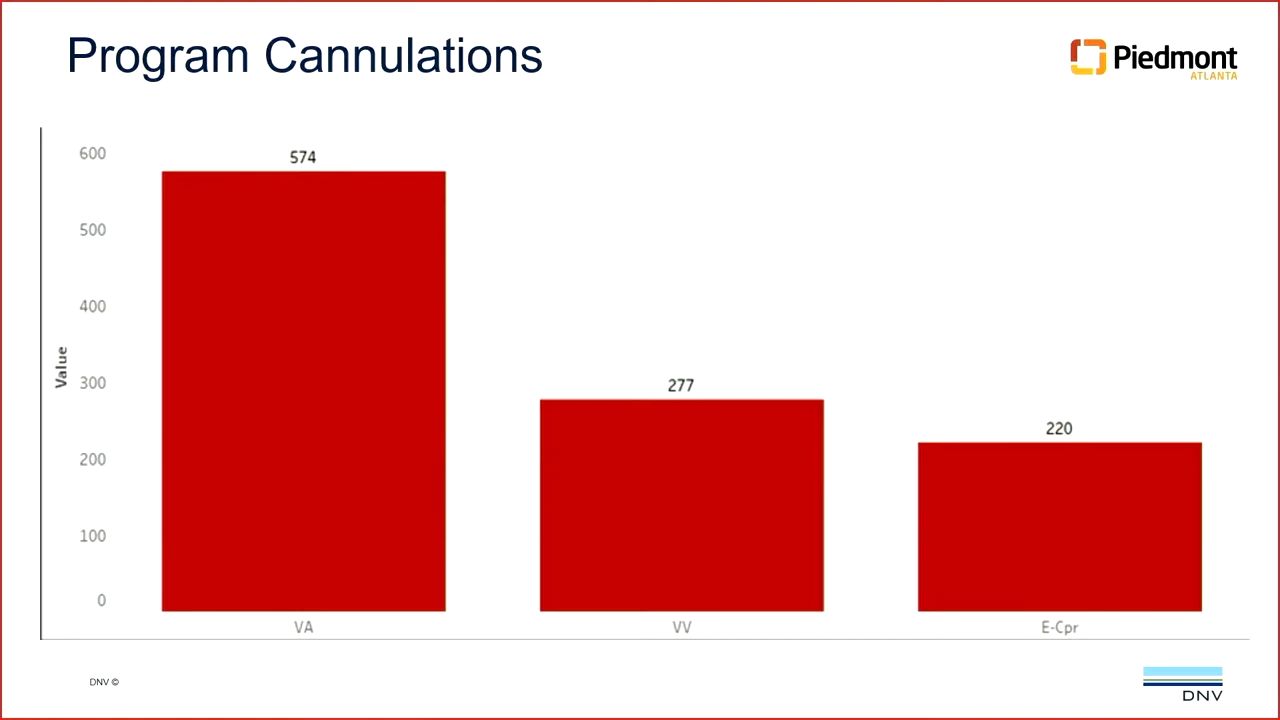 Program Cannulations
Piedmont
ATLANTA
600
500
400
300
200
100
0
Value
574
277
220
VA
VV
E-Cpr
DNV ©
DNV